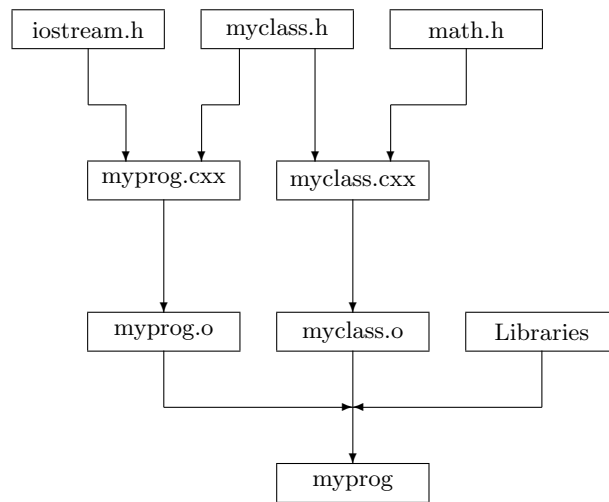 iostream.h
myclass.h
math.h
myprog.cxx
myclass.cxx
myprog.o
myclass.o
Libraries
myprog